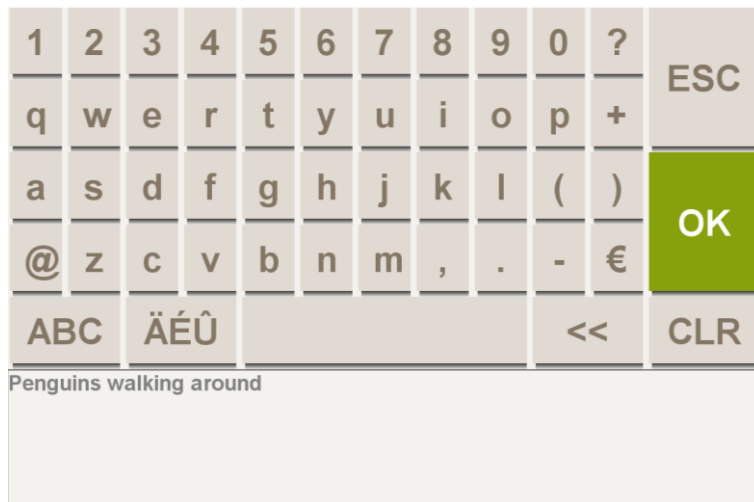 1 2 3 4 5 6 7 8 9 0 ? ESC
q w e r t y u i o p +
a s d f g h j k l ( ) OK
@ z c v b n m , . - €
ABC ÄÉÛ << CLR
Penguins walking around